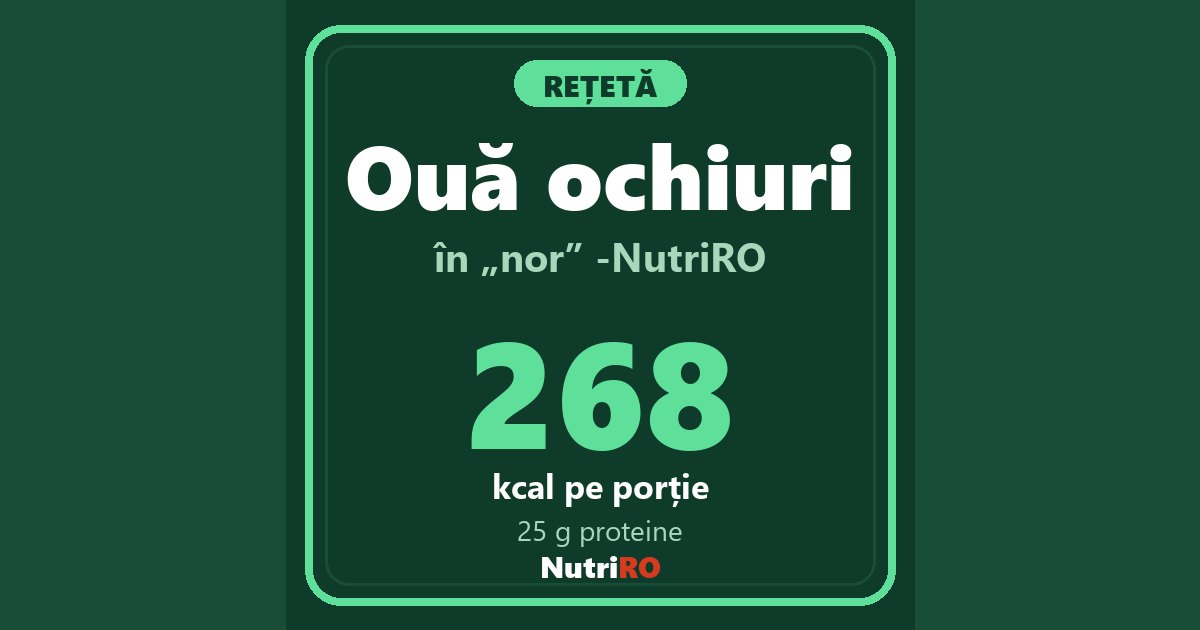 REȚETĂ
Ouă ochiuri
în „nor” -NutriRO
268
kcal pe porție
25 g proteine
NutriRO